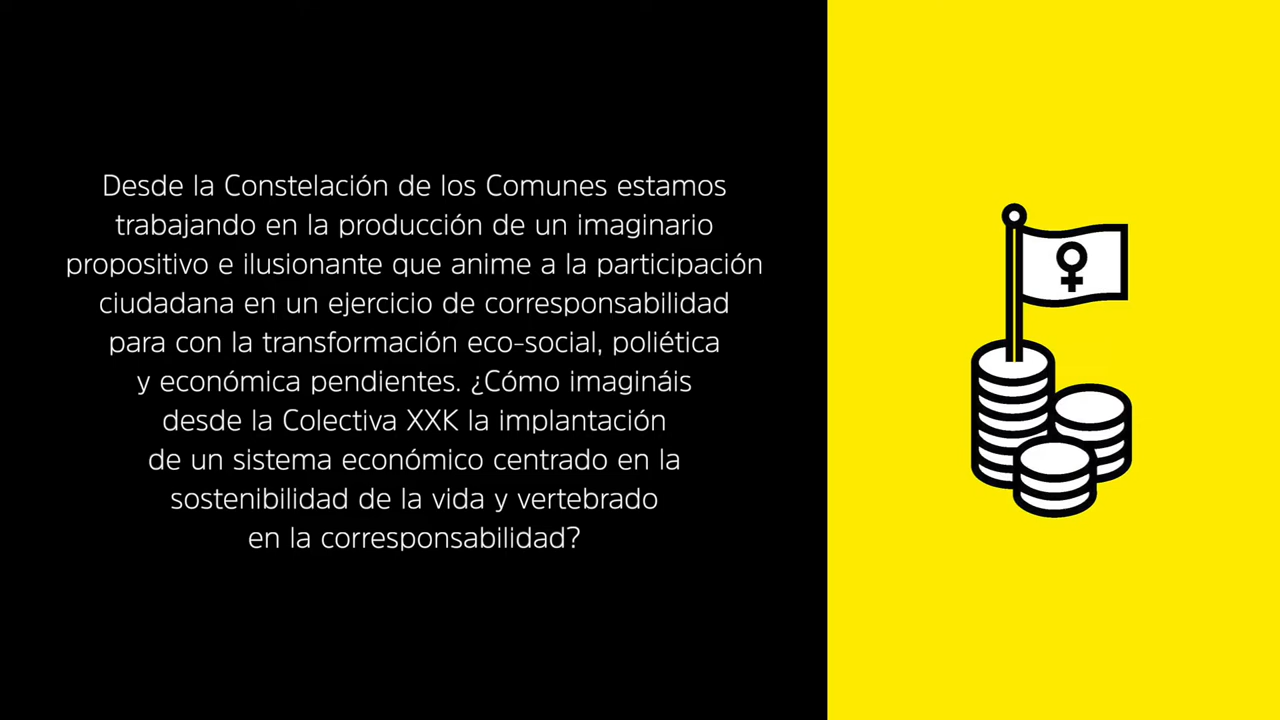 Desde la Constelación de los Comunes estamos
trabajando en la producción de un imaginario
propositivo e ilusionante que anime a la participación
ciudadana en un ejercicio de corresponsabilidad
para con la transformación eco-social, poliética
y económica pendientes. ¿Cómo imagináis
desde la Colectiva XXK la implantación
de un sistema económico centrado en la
sostenibilidad de la vida y vertebrado
en la corresponsabilidad?